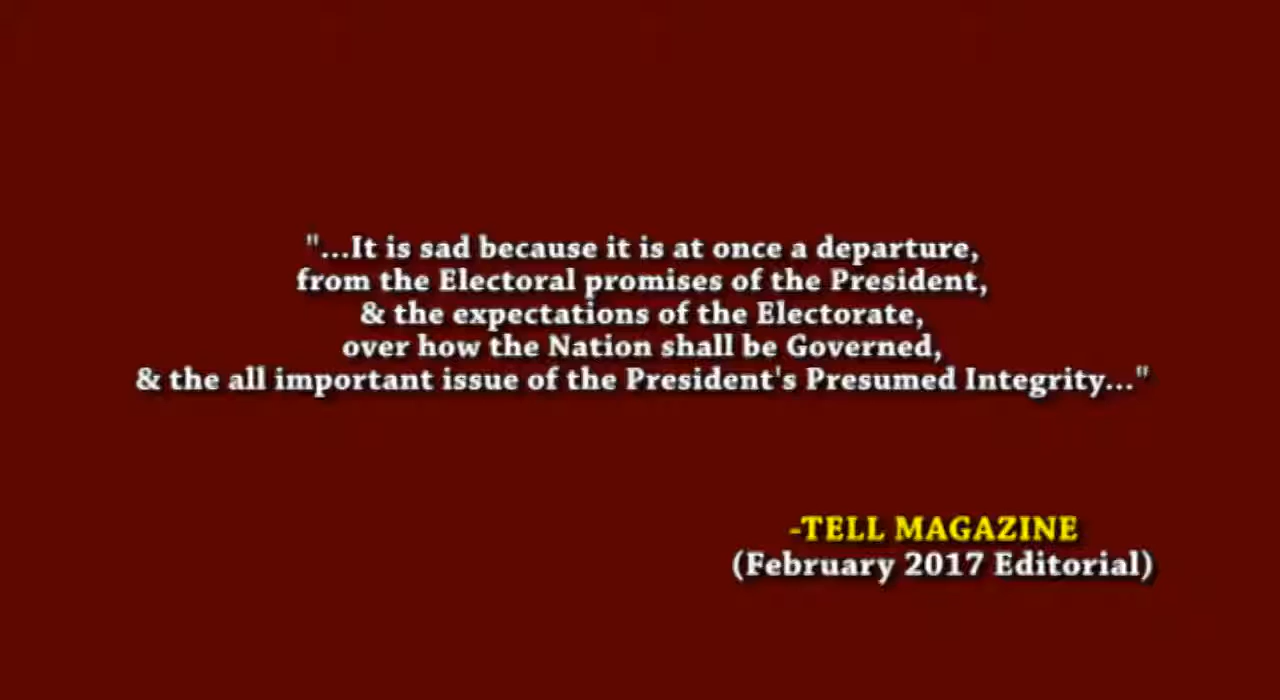 "...It is sad because it is at once a departure,
from the Electoral promises of the President,
& the expectations of the Electorate,
over how the Nation shall be Governed,
& the all important issue of the President's Presumed Integrity..."
-TELL MAGAZINE
(February 2017 Editorial)